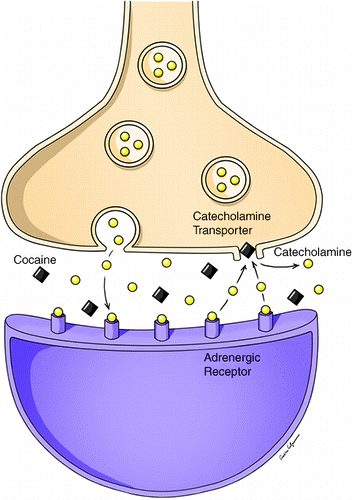 Catecholamine
Transporter
Cocaine
Catecholamine
Adrenergic
Receptor